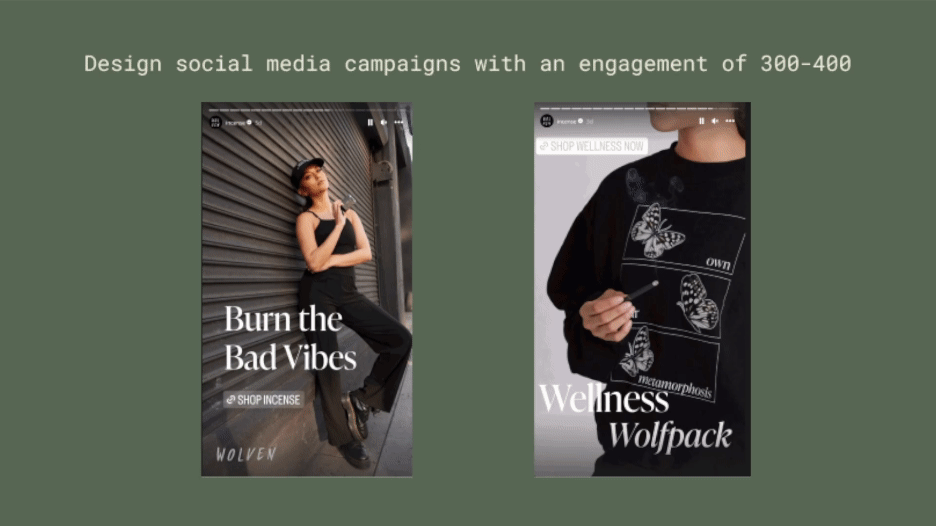 Design social media campaigns with an engagement of 300-400
incense 5d
Burn the
Bad Vibes
SHOP INCENSE
WOLVEN
incense
SHOP WELLNESS NOW
own
metamorphosis
Wellness
Wolfpack